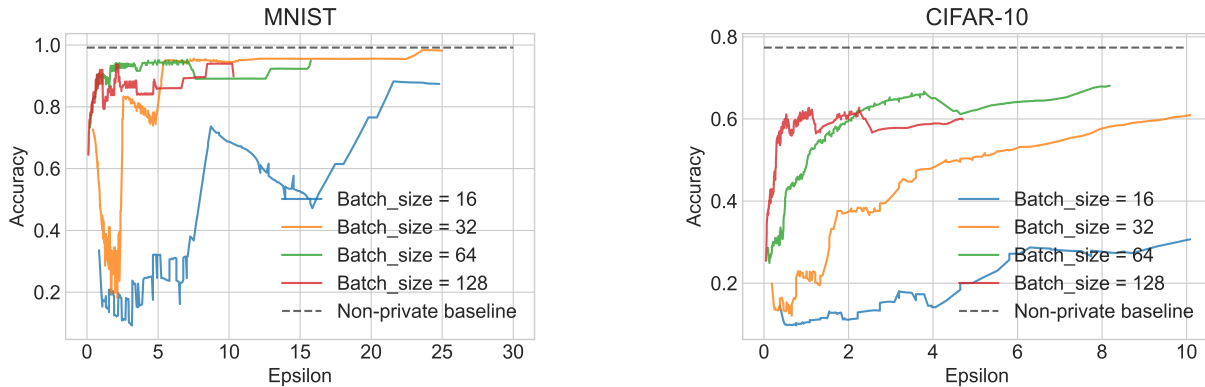 MNIST
1.0
0.8
0.6
0.4
0.2
Accuracy
0 5 10 15 20 25 30
Epsilon
Batch_size = 16
Batch_size = 32
Batch_size = 64
Batch_size = 128
Non-private baseline
CIFAR-10
0.8
0.6
0.4
0.2
Accuracy
0 2 4 6 8 10
Epsilon
Batch_size = 16
Batch_size = 32
Batch_size = 64
Batch_size = 128
Non-private baseline